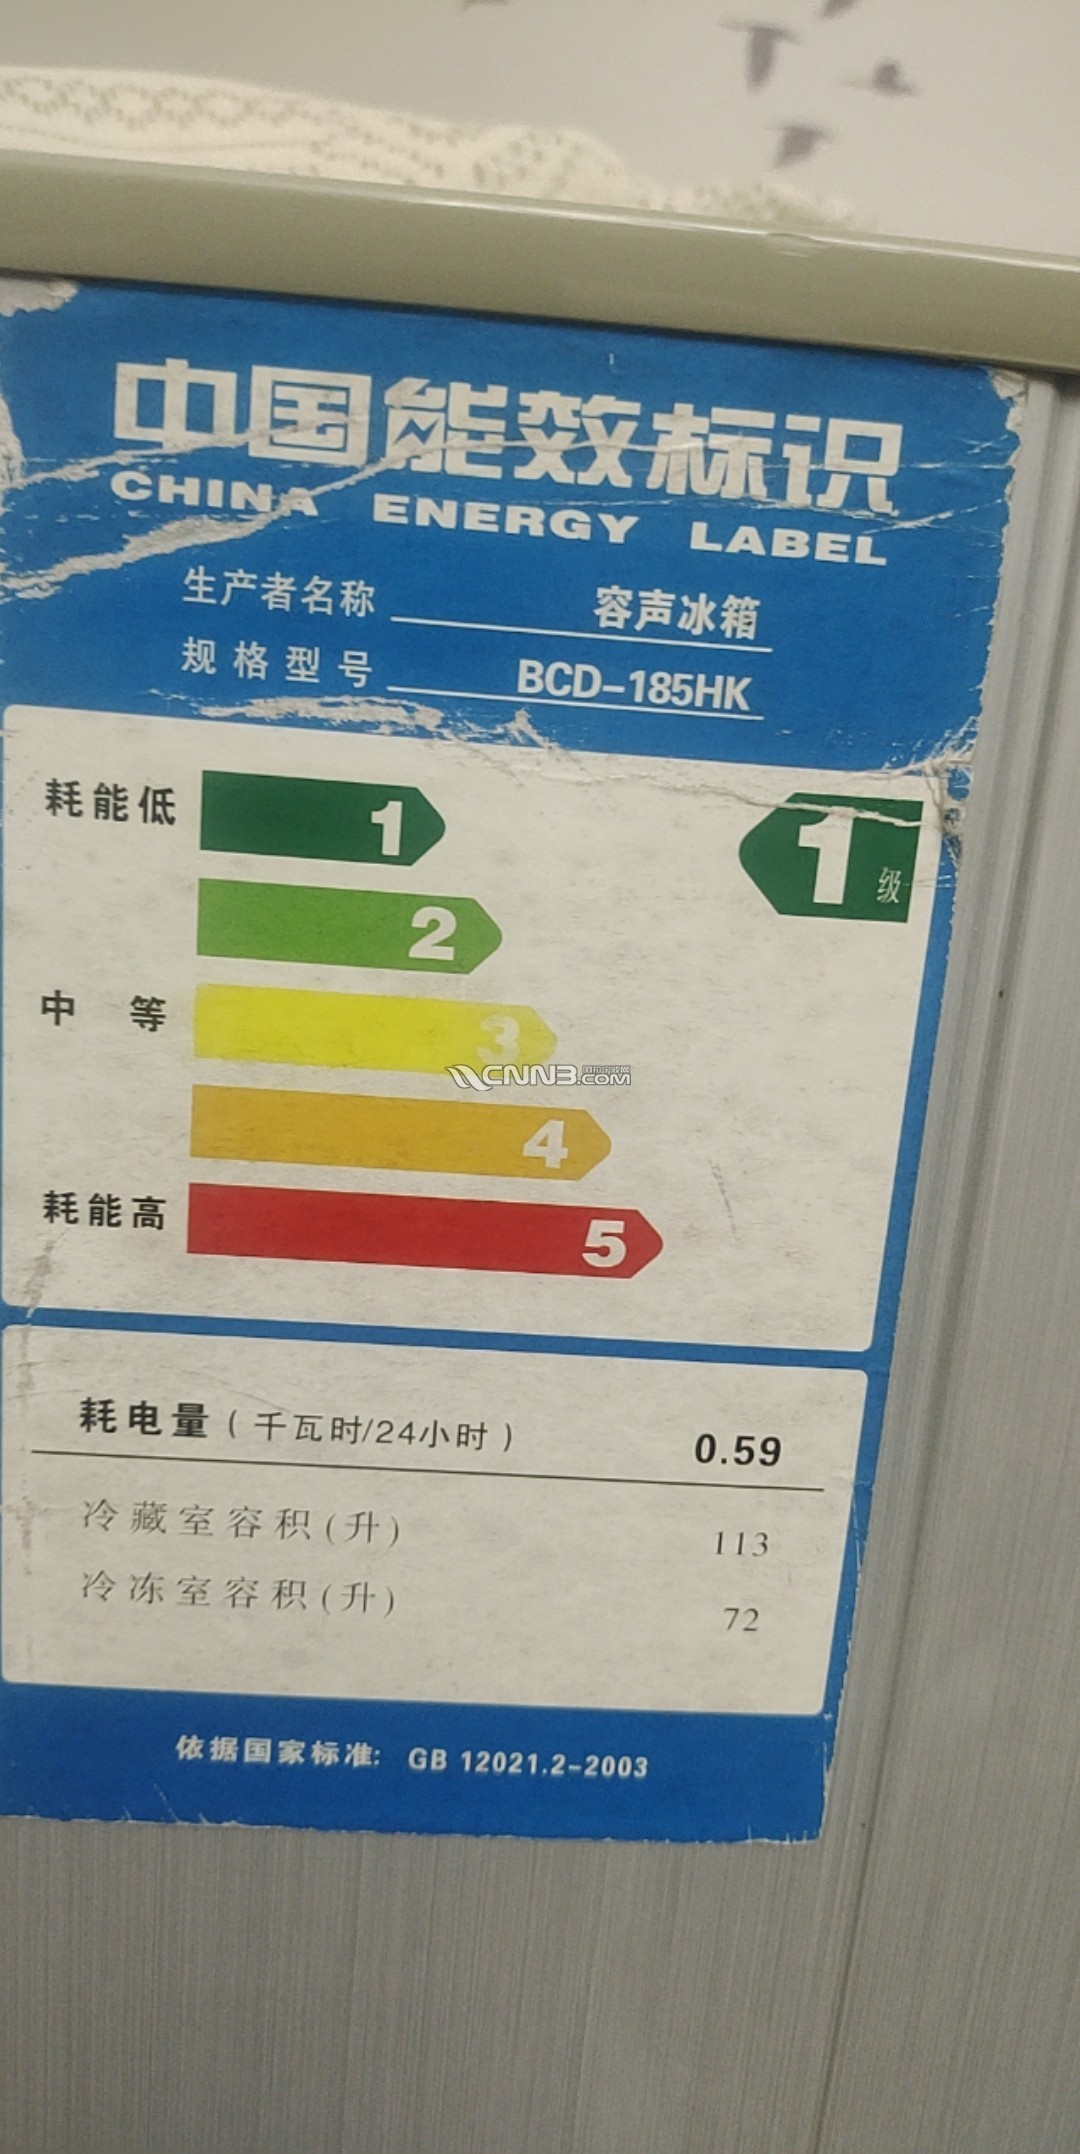 中国能效标识
CHINA ENERGY LABEL
生产者名称 容声冰箱
规格型号 BCD-185HK
耗能低 1 1级
2
中等 3
CNNB.COM
4
耗能高 5
耗电量(千瓦时/24小时) 0.59
冷藏室容积(升) 113
冷冻室容积(升) 72
依据国家标准: GB 12021.2-2003